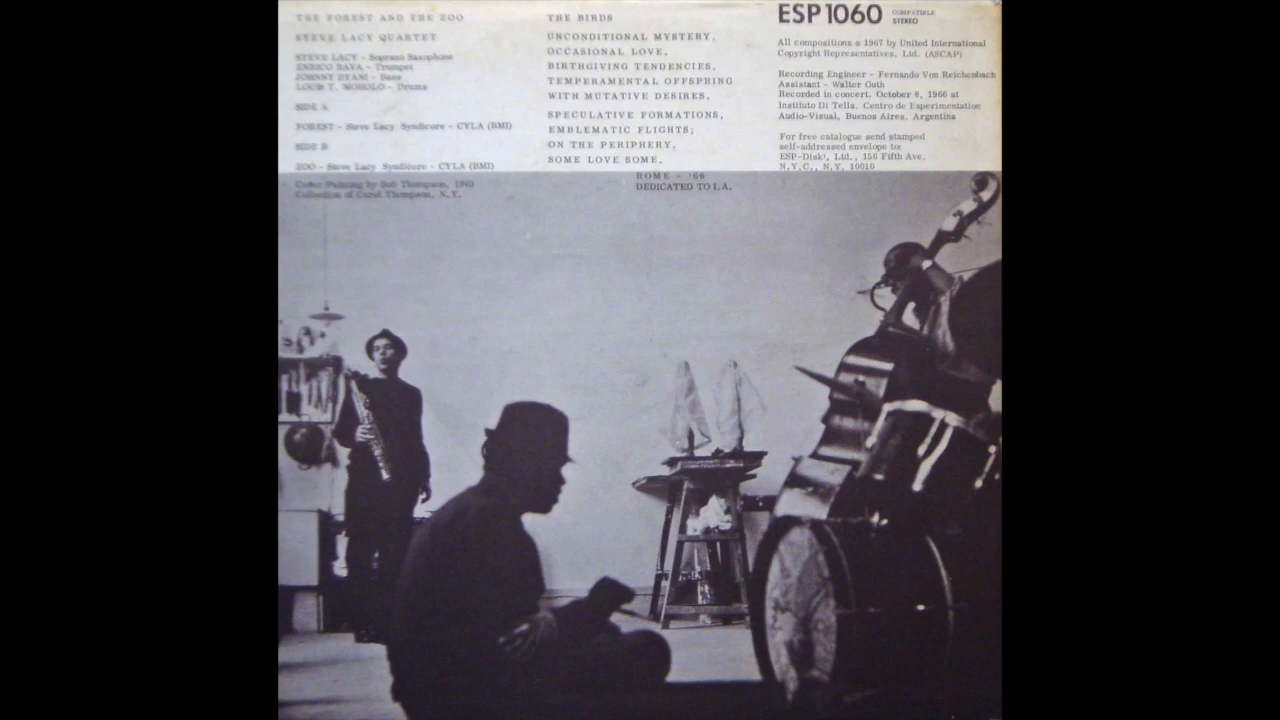 THE FOREST AND THE ZOO
STEVE LACY QUARTET
STEVE LACY - Soprano Saxophone
ENRICO RAVA - Trumpet
JOHNNY DYANI - Bass
LOUIS T. MOHOLO - Drums
SIDE A
FOREST - Steve Lacy Syndicore - CYLA (BMI)
SIDE B
ZOO - Steve Lacy Syndicore - CYLA (BMI)
Cover Painting by Bob Thompson, 1960
Collection of Carol Thompson, N.Y.
THE BIRDS
UNCONDITIONAL MYSTERY,
OCCASIONAL LOVE,
BIRTHGIVING TENDENCIES,
TEMPERAMENTAL OFFSPRING
WITH MUTATIVE DESIRES,
SPECULATIVE FORMATIONS,
EMBLEMATIC FLIGHTS;
ON THE PERIPHERY,
SOME LOVE SOME.
ROME - '66
DEDICATED TO I.A.
ESP 1060
COMPATIBLE
STEREO
All compositions © 1967 by United International
Copyright Representatives, Ltd. (ASCAP)
Recording Engineer - Fernando Von Reichenbach
Assistant - Walter Guth
Recorded in concert, October 8, 1966 at
Instituto Di Tella, Centro de Experimentation
Audio-Visual, Buenos Aires, Argentina
For free catalogue send stamped
self-addressed envelope to:
ESP-Disk', Ltd., 156 Fifth Ave.
N.Y.C., N.Y. 10010